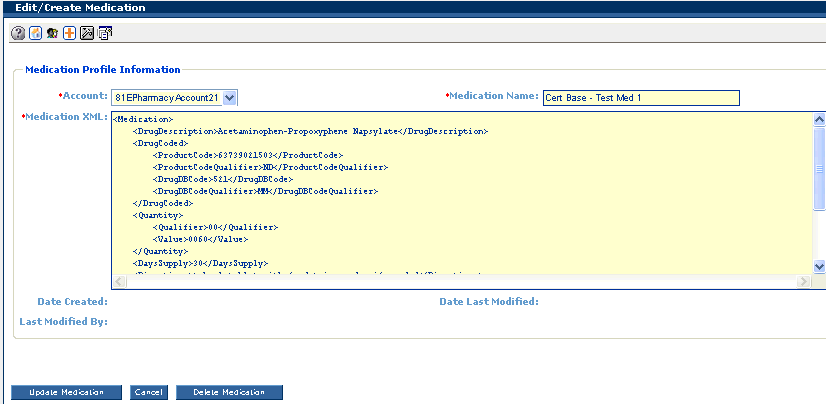 Edit/Create Medication
Medication Profile Information
*Account: 81EPharmacyAccount21 *Medication Name: Cert Base - Test Med 1
*Medication XML:
<Medication>
<DrugDescription>Acetaminophen-Propoxyphene Napsylate</DrugDescription>
<DrugCoded>
<ProductCode>63739021503</ProductCode>
<ProductCodeQualifier>ND</ProductCodeQualifier>
<DrugDBCode>521</DrugDBCode>
<DrugDBCodeQualifier>MM</DrugDBCodeQualifier>
</DrugCoded>
<Quantity>
<Qualifier>00</Qualifier>
<Value>0060</Value>
</Quantity>
<DaysSupply>30</DaysSupply>
Date Created: Date Last Modified:
Last Modified By:
Update Medication Cancel Delete Medication